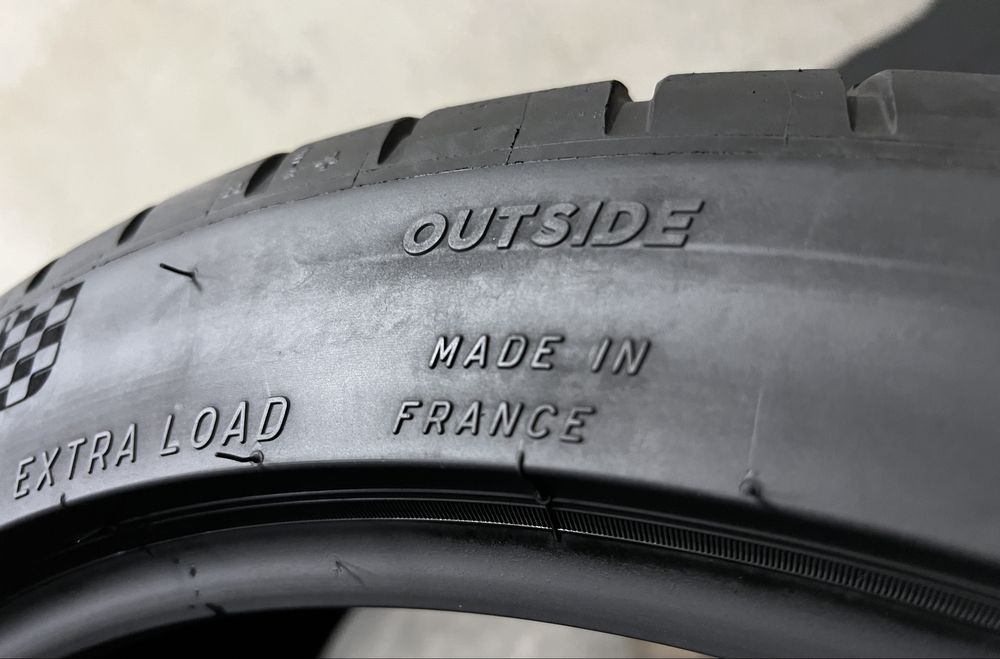 OUTSIDE
MADE IN
FRANCE
EXTRA LOAD